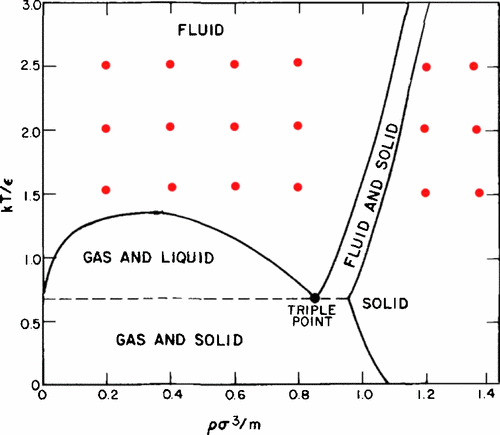 3.0
2.5
2.0
1.5
1.0
0.5
0
kT/ε
FLUID
FLUID AND SOLID
GAS AND LIQUID
TRIPLE
POINT
SOLID
GAS AND SOLID
0 0.2 0.4 0.6 0.8 1.0 1.2 1.4
ρσ³/m